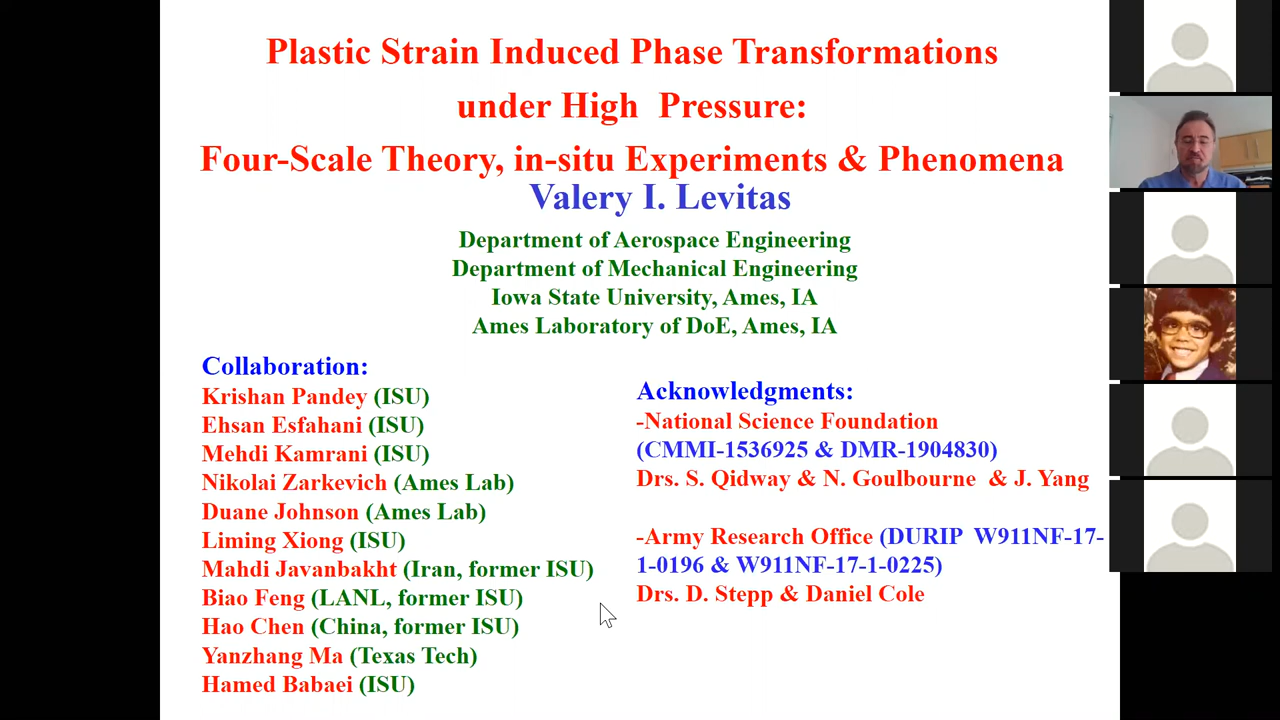 Plastic Strain Induced Phase Transformations
under High Pressure:
Four-Scale Theory, in-situ Experiments & Phenomena
Valery I. Levitas
Department of Aerospace Engineering
Department of Mechanical Engineering
Iowa State University, Ames, IA
Ames Laboratory of DoE, Ames, IA
Collaboration:
Krishan Pandey (ISU)
Ehsan Esfahani (ISU)
Mehdi Kamrani (ISU)
Nikolai Zarkevich (Ames Lab)
Duane Johnson (Ames Lab)
Liming Xiong (ISU)
Mahdi Javanbakht (Iran, former ISU)
Biao Feng (LANL, former ISU)
Hao Chen (China, former ISU)
Yanzhang Ma (Texas Tech)
Hamed Babaei (ISU)
Acknowledgments:
-National Science Foundation
(CMMI-1536925 & DMR-1904830)
Drs. S. Qidway & N. Goulbourne & J. Yang
-Army Research Office (DURIP W911NF-17-
1-0196 & W911NF-17-1-0225)
Drs. D. Stepp & Daniel Cole